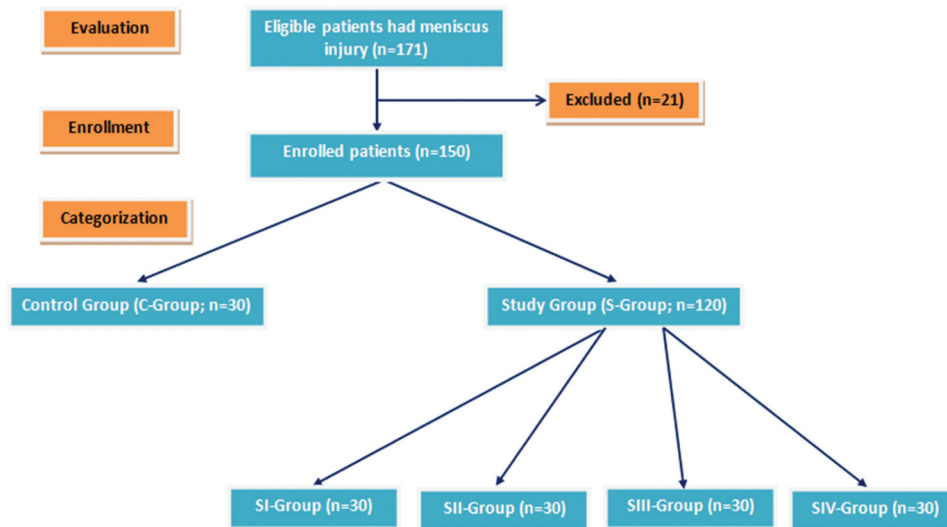 Evaluation
Eligible patients had meniscus
injury (n=171)
Excluded (n=21)
Enrollment
Enrolled patients (n=150)
Categorization
Control Group (C-Group; n=30)
Study Group (S-Group; n=120)
SI-Group (n=30)
SII-Group (n=30)
SIII-Group (n=30)
SIV-Group (n=30)